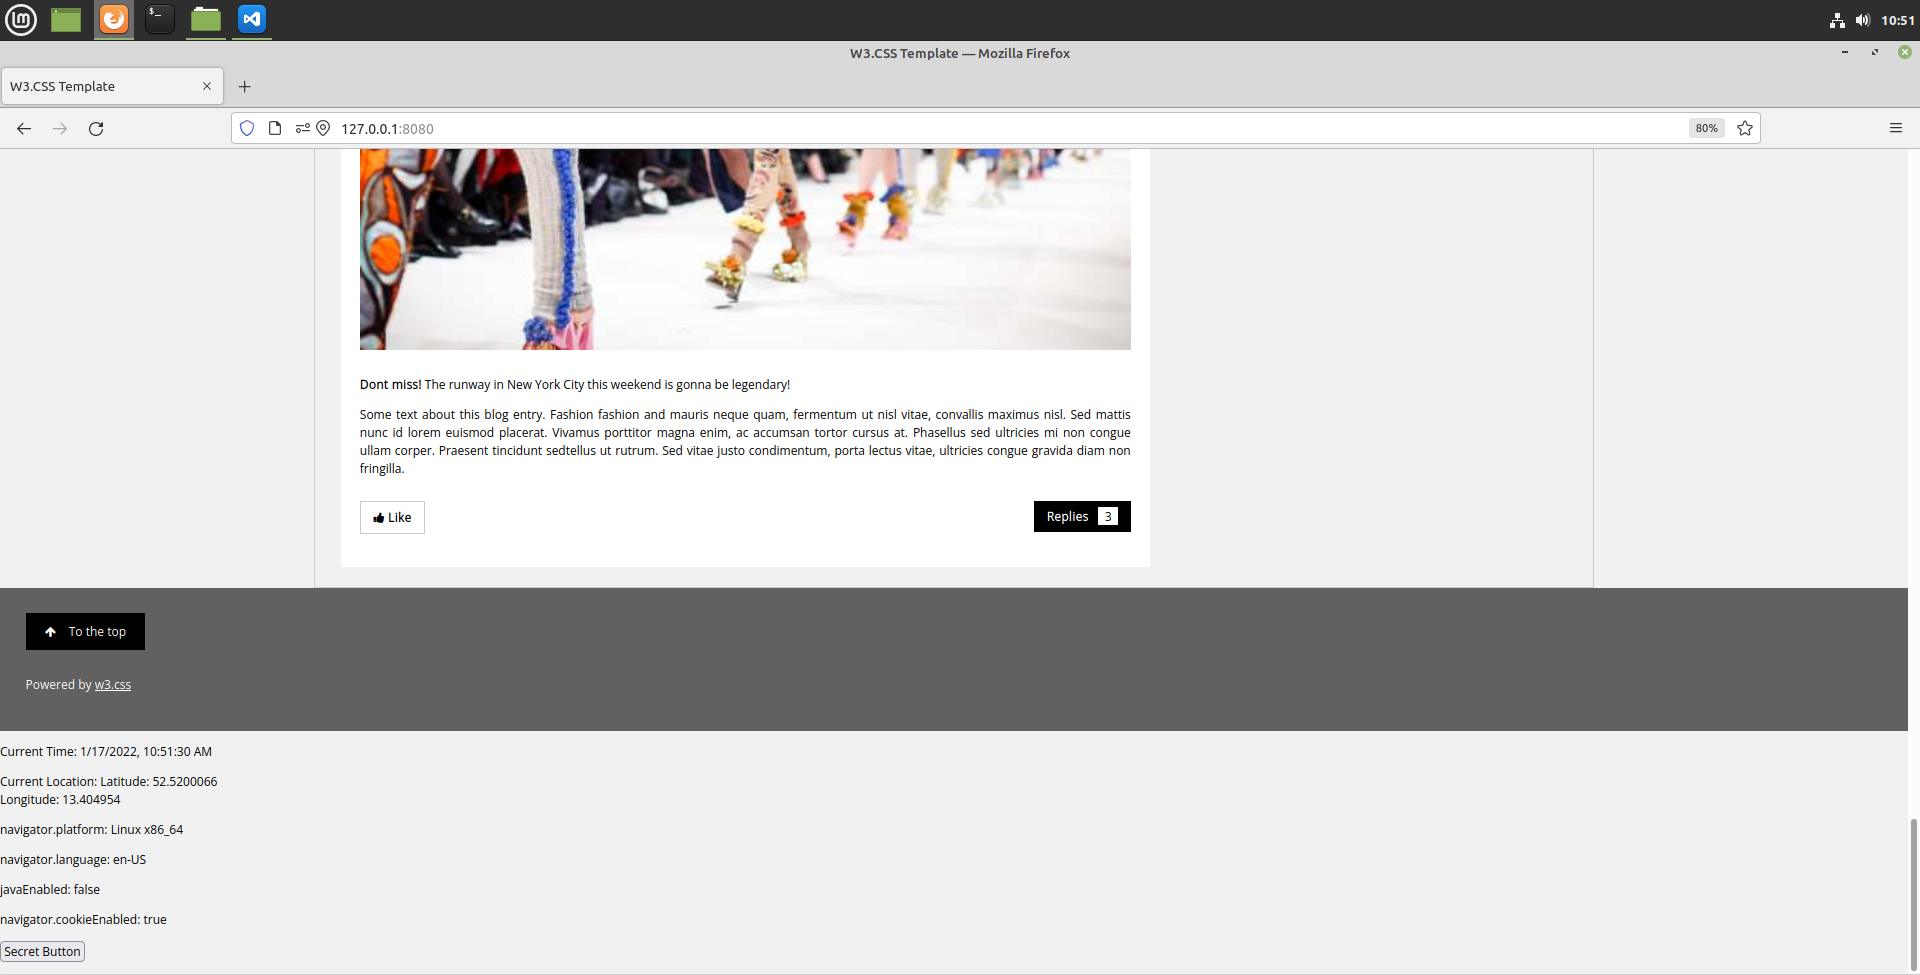 $_
10:51
W3.CSS Template — Mozilla Firefox
W3.CSS Template
127.0.0.1:8080
80%
Dont miss! The runway in New York City this weekend is gonna be legendary!
Some text about this blog entry. Fashion fashion and mauris neque quam, fermentum ut nisl vitae, convallis maximus nisl. Sed mattis
nunc id lorem euismod placerat. Vivamus porttitor magna enim, ac accumsan tortor cursus at. Phasellus sed ultricies mi non congue
ullam corper. Praesent tincidunt sedtellus ut rutrum. Sed vitae justo condimentum, porta lectus vitae, ultricies congue gravida diam non
fringilla.
Like
Replies 3
To the top
Powered by w3.css
Current Time: 1/17/2022, 10:51:30 AM
Current Location: Latitude: 52.5200066
Longitude: 13.404954
navigator.platform: Linux x86_64
navigator.language: en-US
javaEnabled: false
navigator.cookieEnabled: true
Secret Button